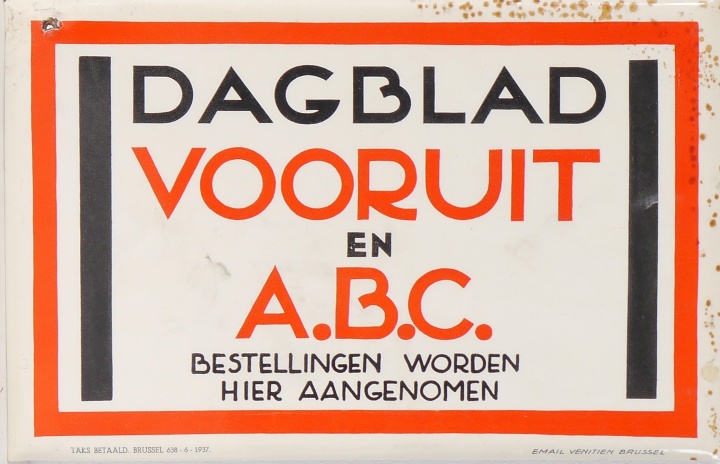 DAGBLAD
VOORUIT
EN
A.B.C.
BESTELLINGEN WORDEN
HIER AANGENOMEN
TAKS BETAALD. BRUSSEL 638-6-1937.
EMAIL VENITIEN BRUSSEL